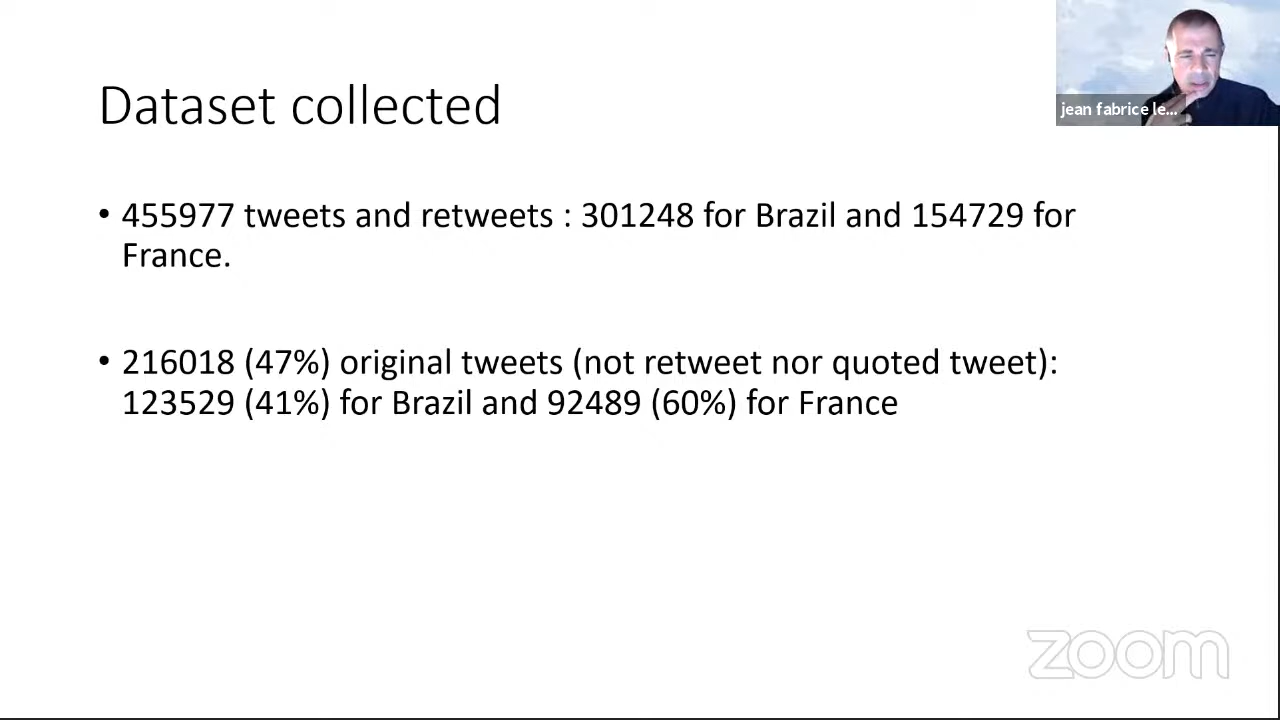 Dataset collected
jean fabrice le...
• 455977 tweets and retweets : 301248 for Brazil and 154729 for
France.
• 216018 (47%) original tweets (not retweet nor quoted tweet):
123529 (41%) for Brazil and 92489 (60%) for France
zoom